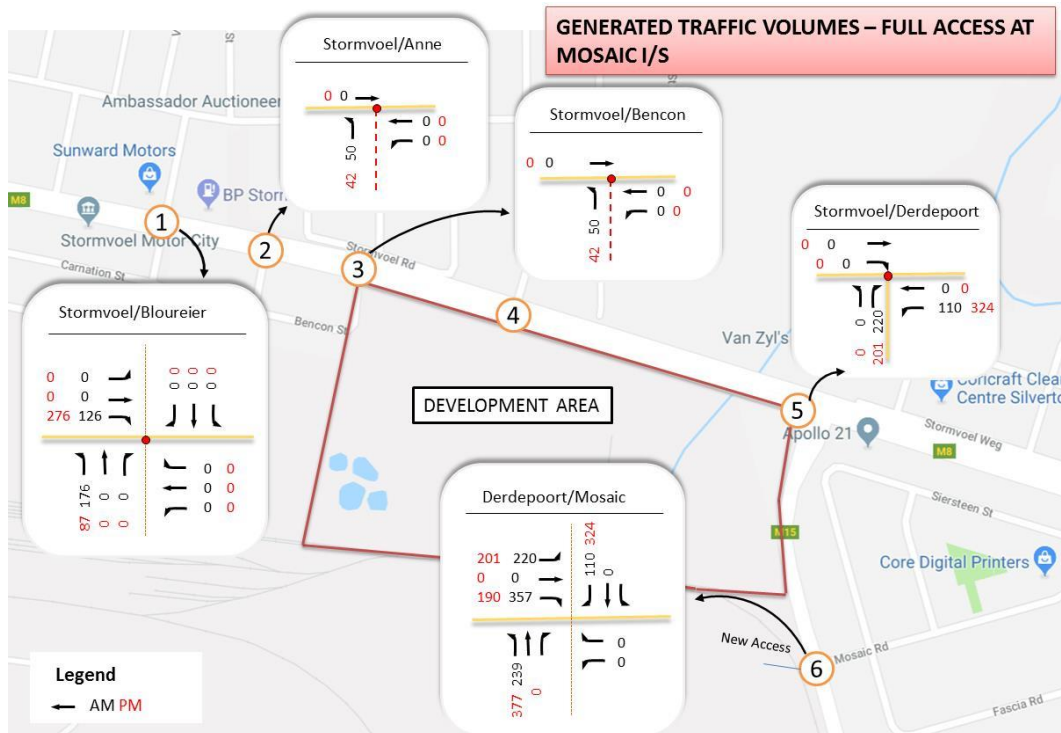 GENERATED TRAFFIC VOLUMES – FULL ACCESS AT
MOSAIC I/S
Stormvoel/Anne
0 0
0 0
0 0
50
42
Stormvoel/Bencon
0 0
0 0
0 0
50
42
Stormvoel/Derdepoort
0 0
0 0
0 0
110 324
0 220
0 201
Ambassador Auctioneer
Sunward Motors
BP Storm
M8
Stormvoel Motor City
Carnation St
Bencon St
Stormvoel Rd
1
2
3
4
5
6
Stormvoel/Bloureier
0 0
0 0
276 126
0 0 0
0 0 0
176 0 0
87 0 0
0 0
0 0
0 0
DEVELOPMENT AREA
Van Zyl's
Concraft Clea
Centre Silverto
Apollo 21
Stormvoel Weg
M8
Siersteen St
M15
Core Digital Printers
Derdepoort/Mosaic
201 220
0 0
190 357
324
110 0
239
377 0
0
0
New Access
Mosaic Rd
Fascia Rd
Legend
AM PM